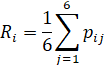 R_i = \frac{1}{6} \sum_{j=1}^{6} p_{ij}